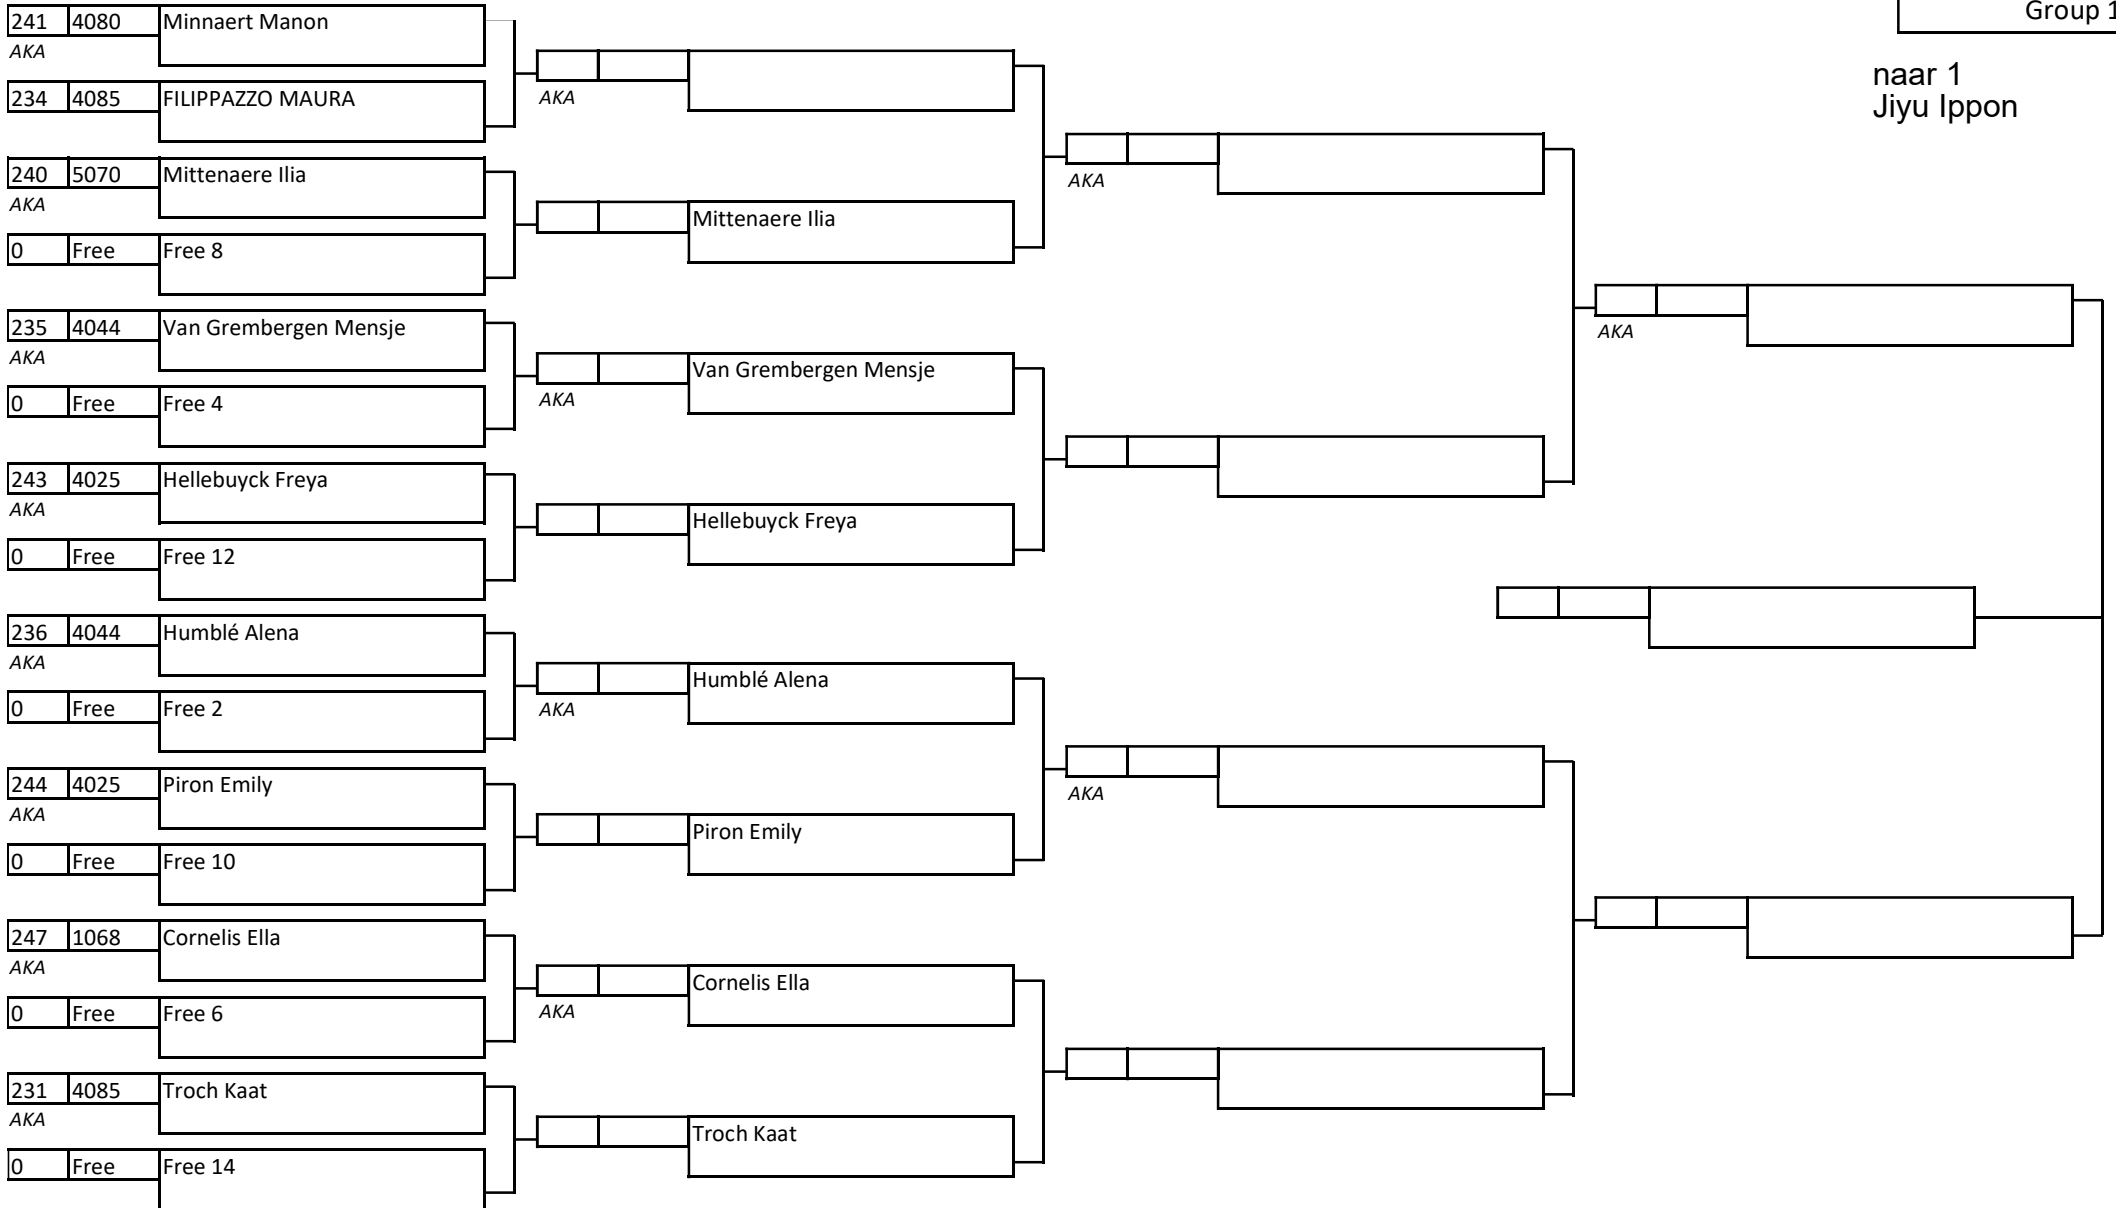 Group 1
naar 1
Jiyu Ippon
241 4080 Minnaert Manon
AKA
234 4085 FILIPPAZZO MAURA
AKA
240 5070 Mittenaere Ilia
AKA
Mittenaere Ilia
0 Free Free 8
AKA
235 4044 Van Grembergen Mensje
AKA
AKA
Van Grembergen Mensje
0 Free Free 4
AKA
243 4025 Hellebuyck Freya
AKA
Hellebuyck Freya
0 Free Free 12
236 4044 Humblé Alena
AKA
Humblé Alena
0 Free Free 2
AKA
244 4025 Piron Emily
AKA
AKA
Piron Emily
0 Free Free 10
247 1068 Cornelis Ella
AKA
Cornelis Ella
0 Free Free 6
AKA
231 4085 Troch Kaat
AKA
Troch Kaat
0 Free Free 14